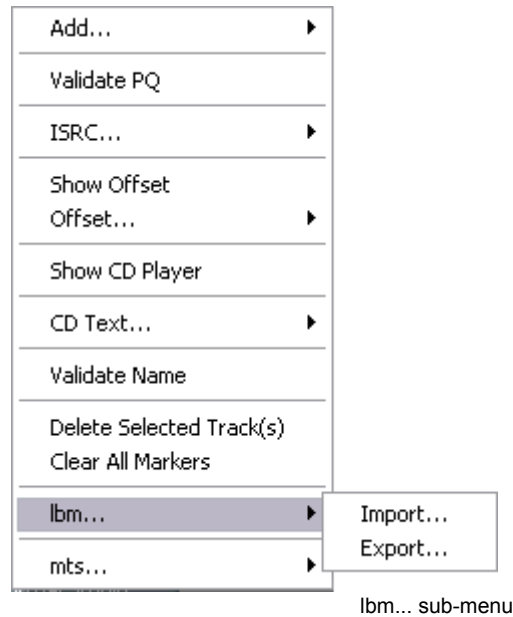 Add...
Validate PQ
ISRC...
Show Offset
Offset...
Show CD Player
CD Text...
Validate Name
Delete Selected Track(s)
Clear All Markers
lbm...
Import...
Export...
mts...
lbm... sub-menu